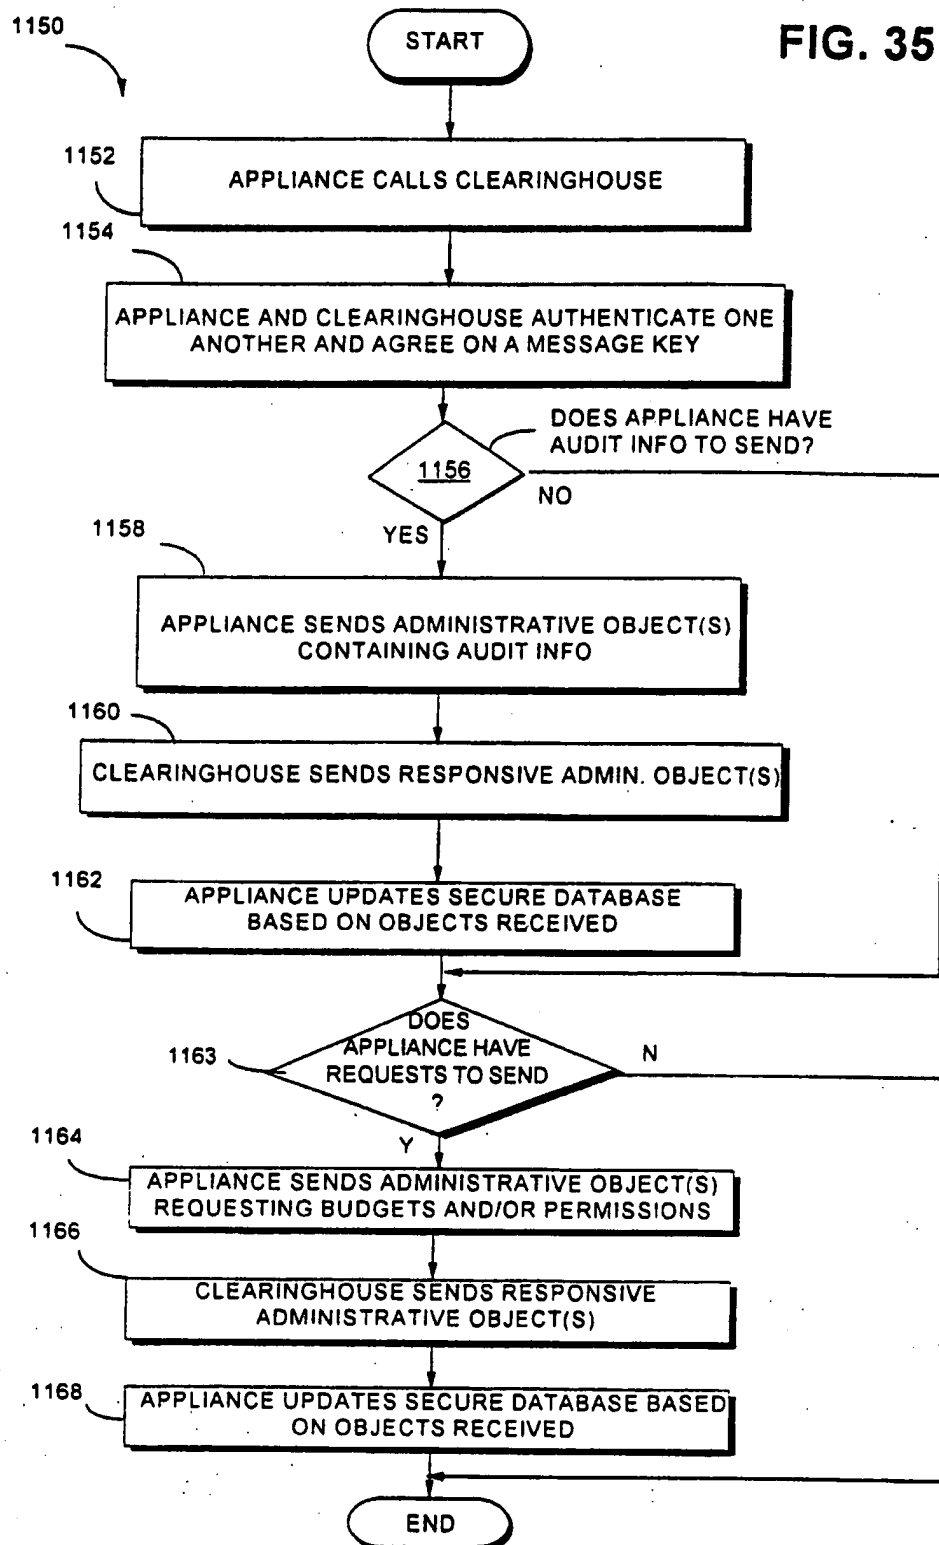 1150
START
FIG. 35
1152
APPLIANCE CALLS CLEARINGHOUSE
1154
APPLIANCE AND CLEARINGHOUSE AUTHENTICATE ONE
ANOTHER AND AGREE ON A MESSAGE KEY
DOES APPLIANCE HAVE
AUDIT INFO TO SEND?
1156
NO
YES
1158
APPLIANCE SENDS ADMINISTRATIVE OBJECT(S)
CONTAINING AUDIT INFO
1160
CLEARINGHOUSE SENDS RESPONSIVE ADMIN. OBJECT(S)
1162
APPLIANCE UPDATES SECURE DATABASE
BASED ON OBJECTS RECEIVED
1163
DOES
APPLIANCE HAVE
REQUESTS TO SEND
?
N
Y
1164
APPLIANCE SENDS ADMINISTRATIVE OBJECT(S)
REQUESTING BUDGETS AND/OR PERMISSIONS
1166
CLEARINGHOUSE SENDS RESPONSIVE
ADMINISTRATIVE OBJECT(S)
1168
APPLIANCE UPDATES SECURE DATABASE BASED
ON OBJECTS RECEIVED
END